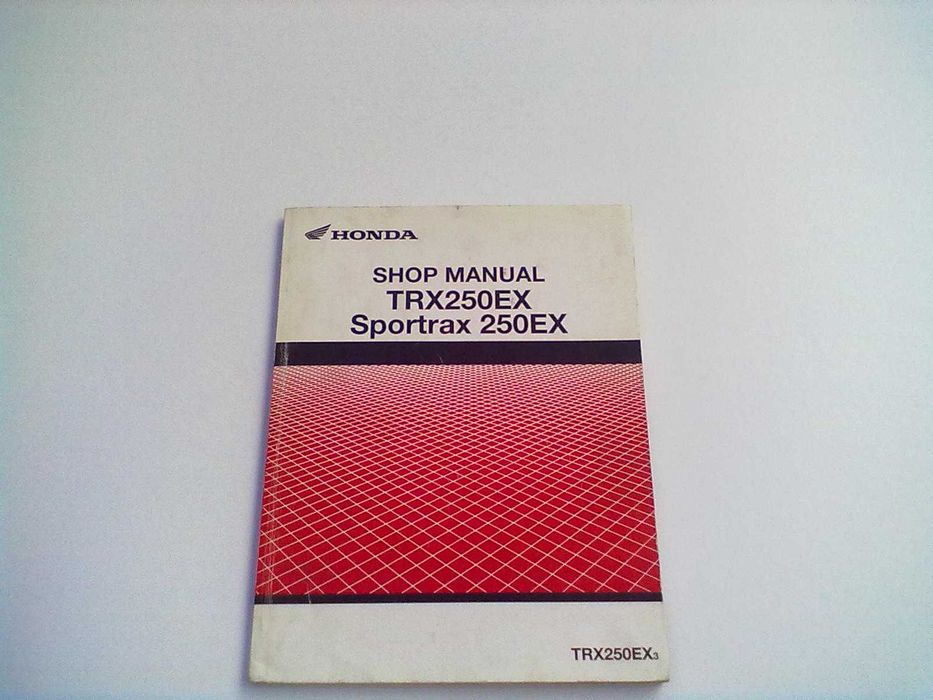 HONDA
SHOP MANUAL
TRX250EX
Sportrax 250EX
TRX250EX3